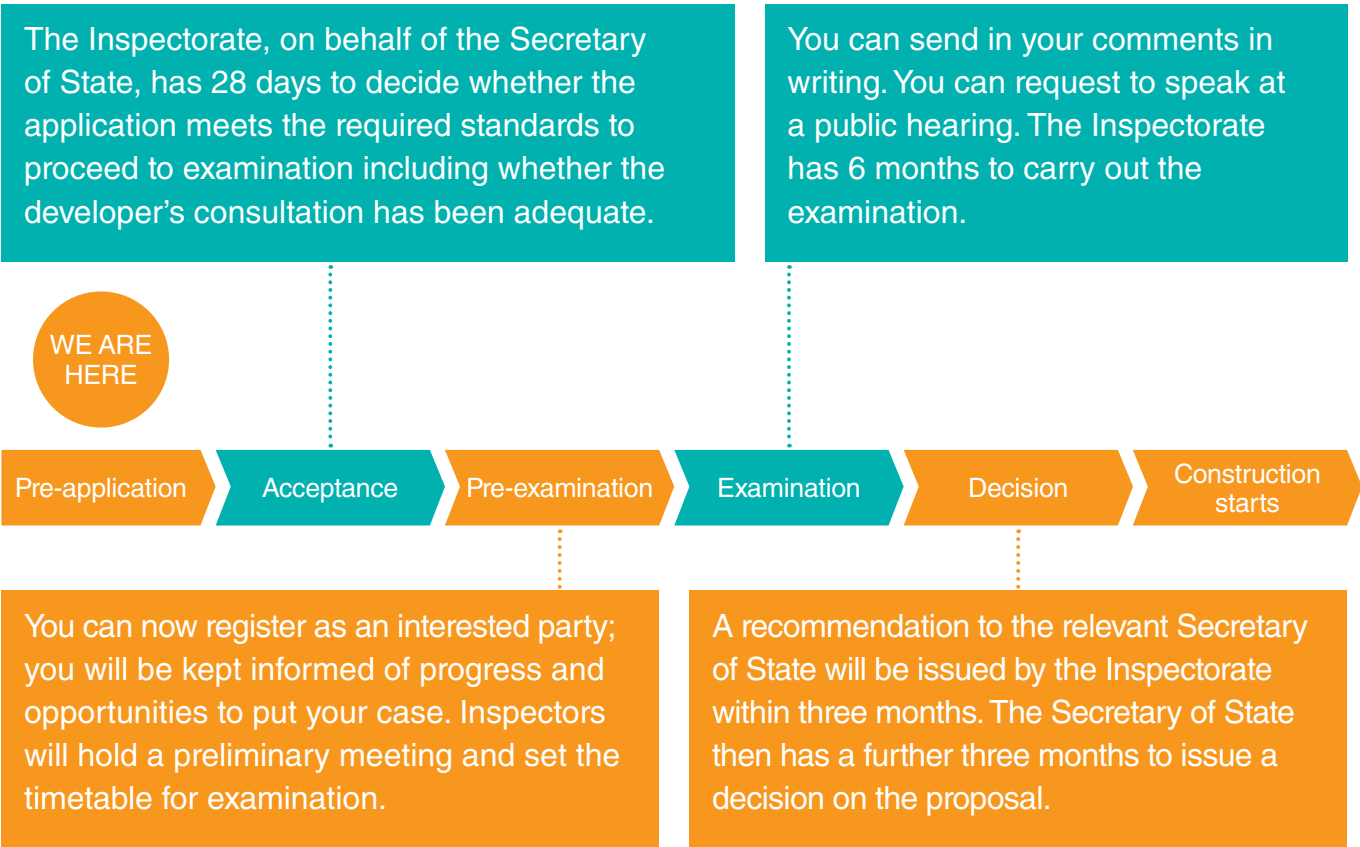 The Inspectorate, on behalf of the Secretary
of State, has 28 days to decide whether the
application meets the required standards to
proceed to examination including whether the
developer’s consultation has been adequate.
You can send in your comments in
writing. You can request to speak at
a public hearing. The Inspectorate
has 6 months to carry out the
examination.
WE ARE
HERE
Pre-application
Acceptance
Pre-examination
Examination
Decision
Construction
starts
You can now register as an interested party;
you will be kept informed of progress and
opportunities to put your case. Inspectors
will hold a preliminary meeting and set the
timetable for examination.
A recommendation to the relevant Secretary
of State will be issued by the Inspectorate
within three months. The Secretary of State
then has a further three months to issue a
decision on the proposal.